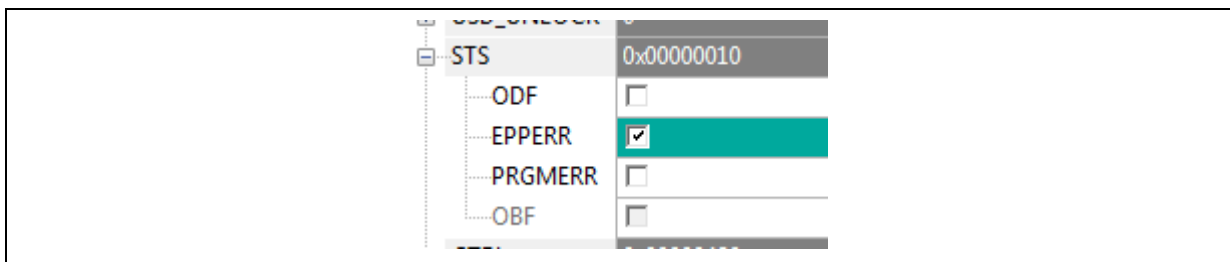 STS 0x00000010
ODF
EPPERR
PRGMERR
OBF